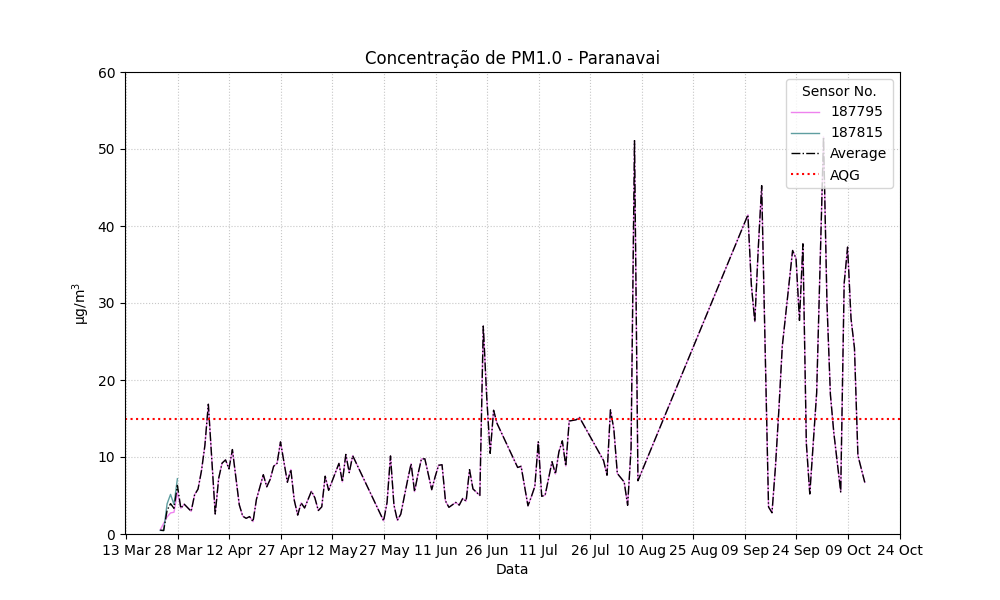 Concentração de PM1.0 - Paranavai
60
50
40
30
20
10
0
µg/m³
Sensor No.
187795
187815
Average
AQG
13 Mar 28 Mar 12 Apr 27 Apr 12 May 27 May 11 Jun 26 Jun 11 Jul 26 Jul 10 Aug 25 Aug 09 Sep 24 Sep 09 Oct 24 Oct
Data